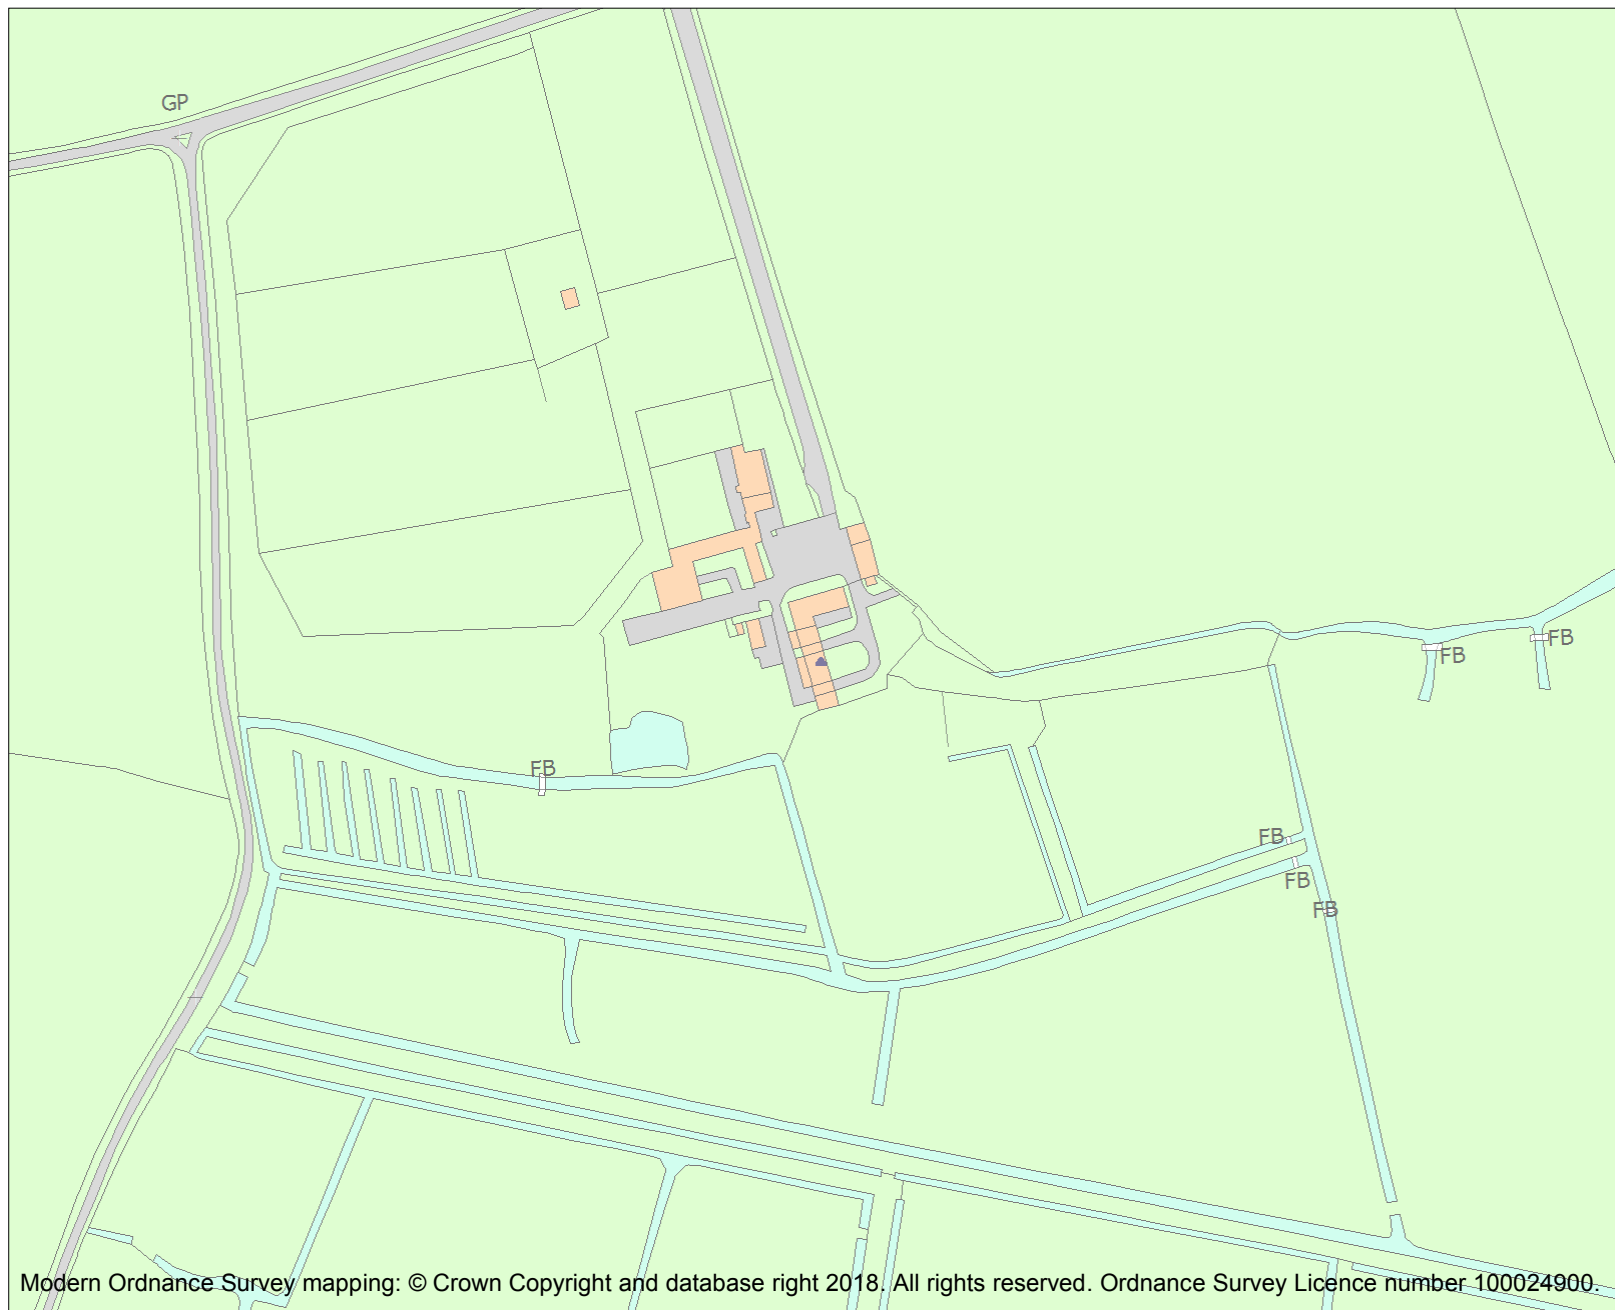 GP
FB
FB
FB
FB
FB
FB
Modern Ordnance Survey mapping: © Crown Copyright and database right 2018. All rights reserved. Ordnance Survey Licence number 100024900.